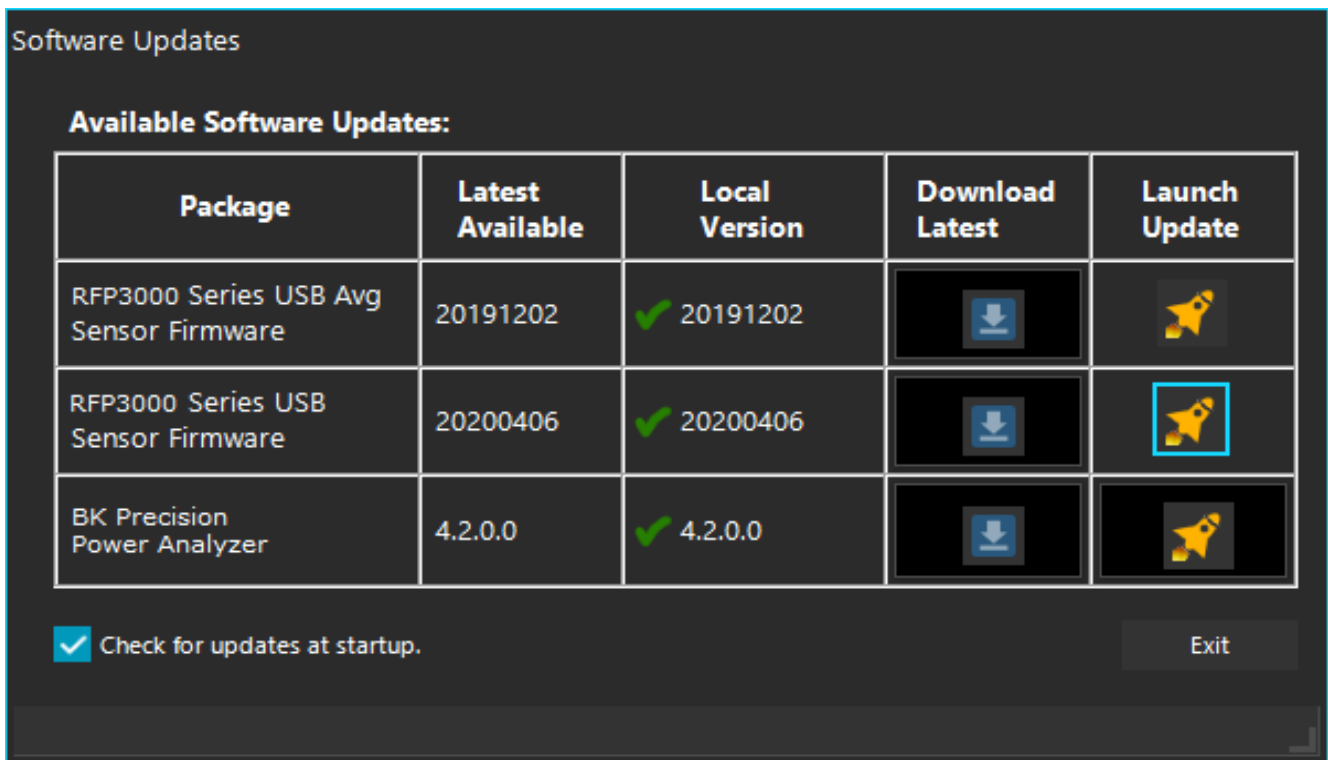 Software Updates
Available Software Updates:
Package
Latest
Available
Local
Version
Download
Latest
Launch
Update
RFP3000 Series USB Avg
Sensor Firmware
20191202
20191202
RFP3000 Series USB
Sensor Firmware
20200406
20200406
BK Precision
Power Analyzer
4.2.0.0
4.2.0.0
Check for updates at startup.
Exit